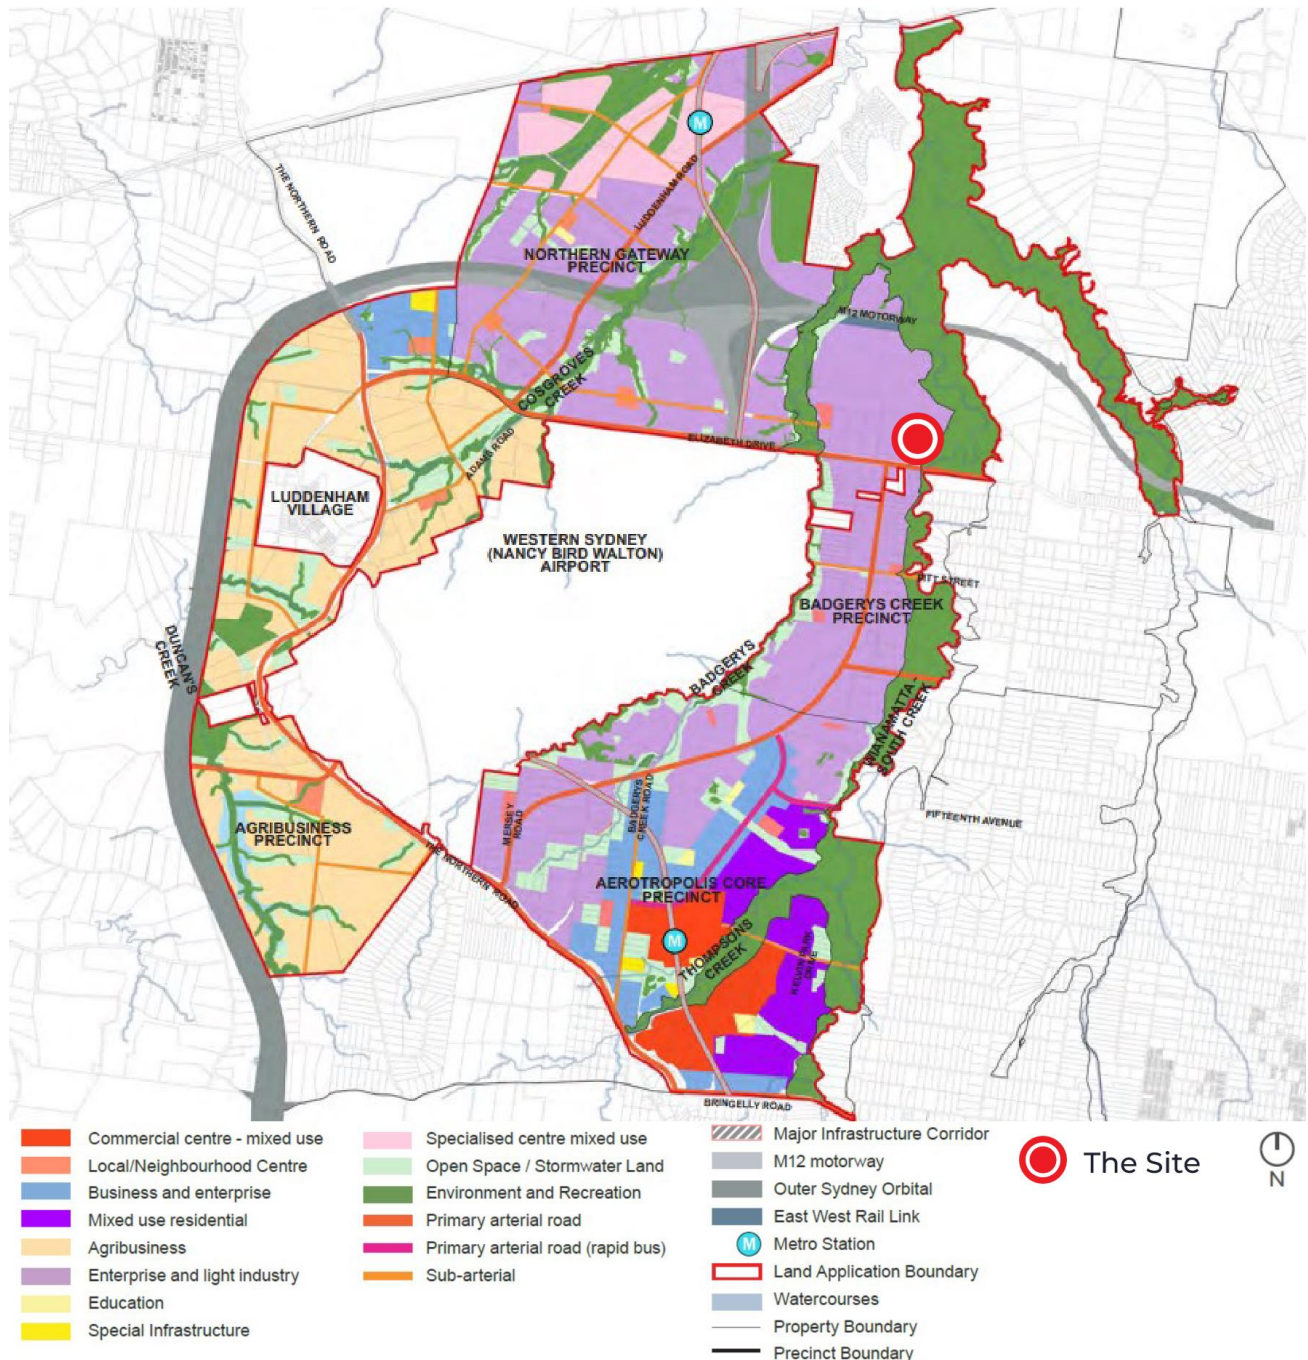 M
THE NORTHERN ROAD
LUDDENHAM ROAD
NORTHERN GATEWAY
PRECINCT
M12 MOTORWAY
COSGROVES
CREEK
ELIZABETH DRIVE
ADAMS ROAD
LUDDENHAM
VILLAGE
WESTERN SYDNEY
(NANCY BIRD WALTON)
AIRPORT
PITT STREET
BADGERYS CREEK
PRECINCT
DUNCAN'S
CREEK
BADGERYS
CREEK
WIANAMATTA-
SOUTH CREEK
MERSEY
ROAD
BADGERYS
CREEK ROAD
FIFTEENTH AVENUE
AGRIBUSINESS
PRECINCT
THE NORTHERN ROAD
AEROTROPOLIS CORE
PRECINCT
M
THOMPSONS
CREEK
KELVIN PARK
DRIVE
BRINGELLY ROAD
Commercial centre - mixed use
Local/Neighbourhood Centre
Business and enterprise
Mixed use residential
Agribusiness
Enterprise and light industry
Education
Special Infrastructure
Specialised centre mixed use
Open Space / Stormwater Land
Environment and Recreation
Primary arterial road
Primary arterial road (rapid bus)
Sub-arterial
Major Infrastructure Corridor
M12 motorway
Outer Sydney Orbital
East West Rail Link
M Metro Station
Land Application Boundary
Watercourses
Property Boundary
Precinct Boundary
The Site
N